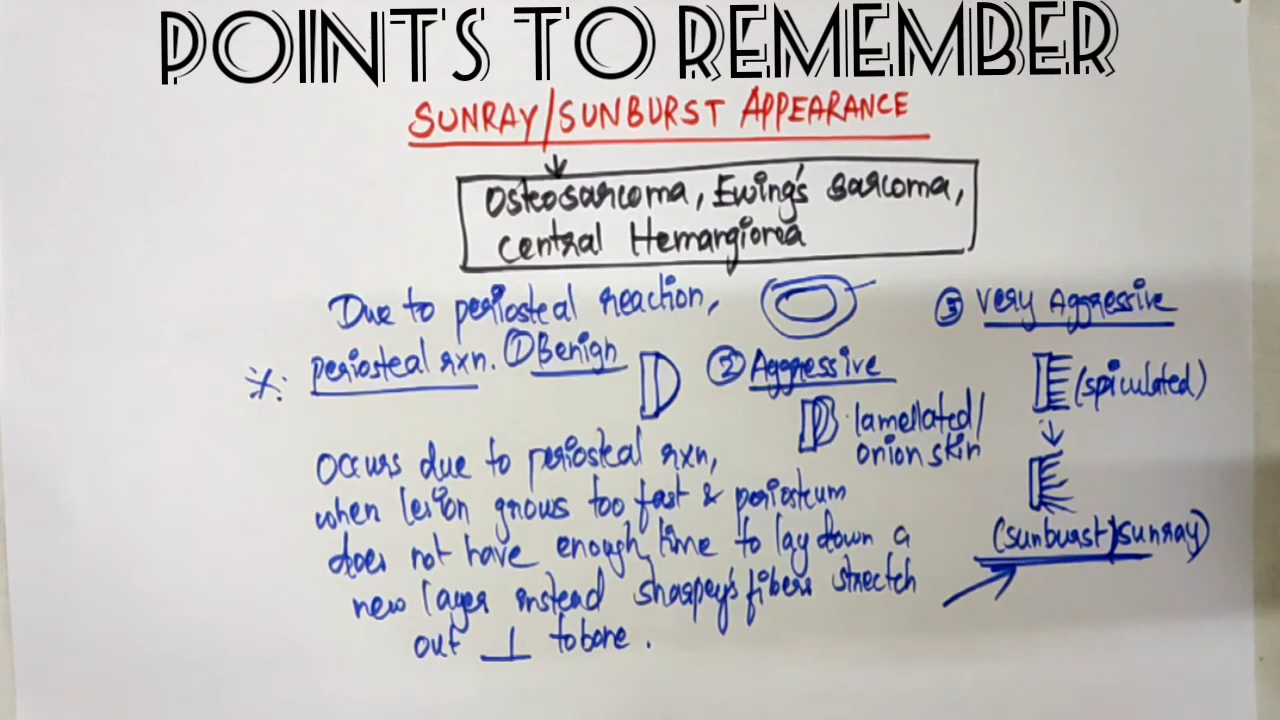 POINTS TO REMEMBER
SUNRAY/SUNBURST APPEARANCE
Osteosarcoma, Ewing's sarcoma,
central Hemangioma
Due to periosteal reaction,
periosteal rxn. ① Benign
② Aggressive
lamellated/
onion skin
③ Very Aggressive
(spiculated)
(sunburst)sunray)
occurs due to periosteal rxn,
when lesion grows too fast & periosteum
does not have enough time to lay down a
new layer instead sharpey's fibers stretch
out ⊥ to bone.